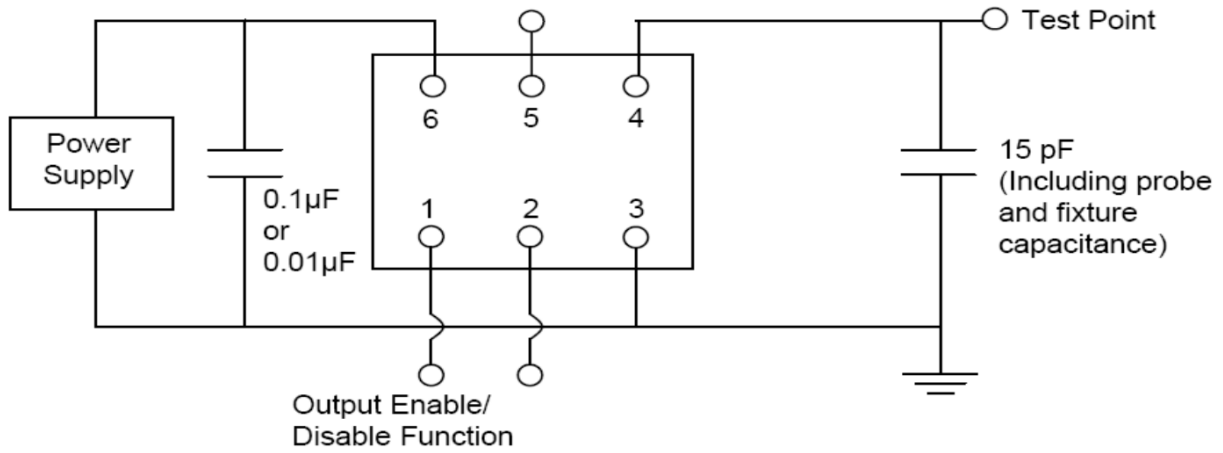 Test Point
6
5
4
Power
Supply
0.1µF
or
0.01µF
1
2
3
15 pF
(Including probe
and fixture
capacitance)
Output Enable/
Disable Function